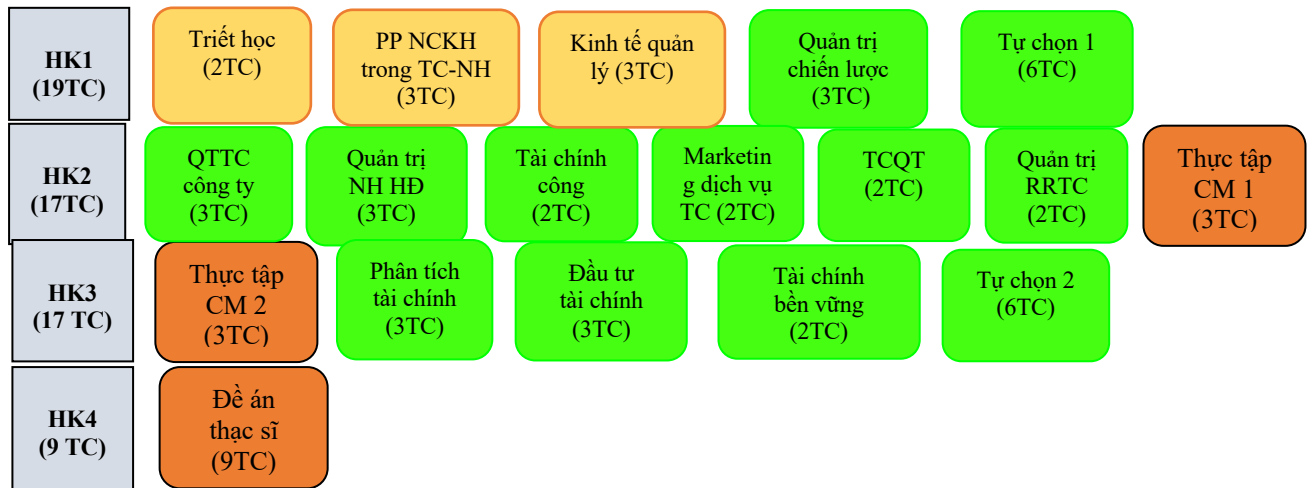 HK1
(19TC)
Triết học
(2TC)
PP NCKH
trong TC-NH
(3TC)
Kinh tế quản
lý (3TC)
Quản trị
chiến lược
(3TC)
Tự chọn 1
(6TC)
HK2
(17TC)
QTTC
công ty
(3TC)
Quản trị
NH HĐ
(3TC)
Tài chính
công
(2TC)
Marketin
g dịch vụ
TC (2TC)
TCQT
(2TC)
Quản trị
RRTC
(2TC)
Thực tập
CM 1
(3TC)
HK3
(17 TC)
Thực tập
CM 2
(3TC)
Phân tích
tài chính
(3TC)
Đầu tư
tài chính
(3TC)
Tài chính
bền vững
(2TC)
Tự chọn 2
(6TC)
HK4
(9 TC)
Đề án
thạc sĩ
(9TC)